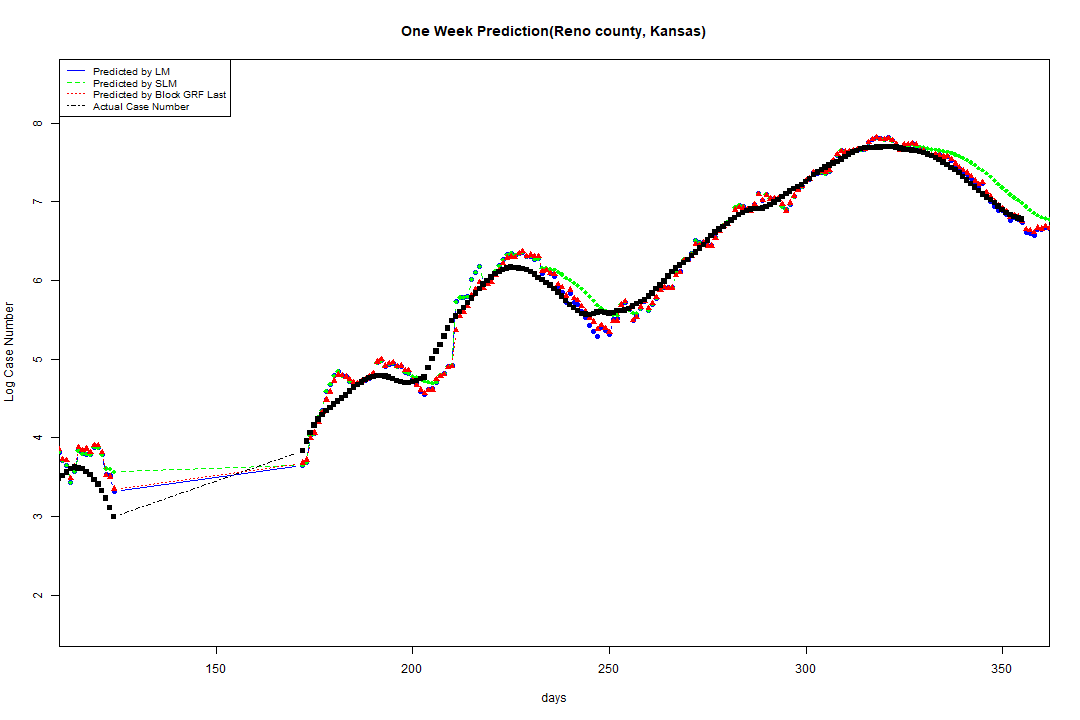 One Week Prediction(Reno county, Kansas)
Predicted by LM
Predicted by SLM
Predicted by Block GRF Last
Actual Case Number
Log Case Number
8
7
6
5
4
3
2
150 200 250 300 350
days